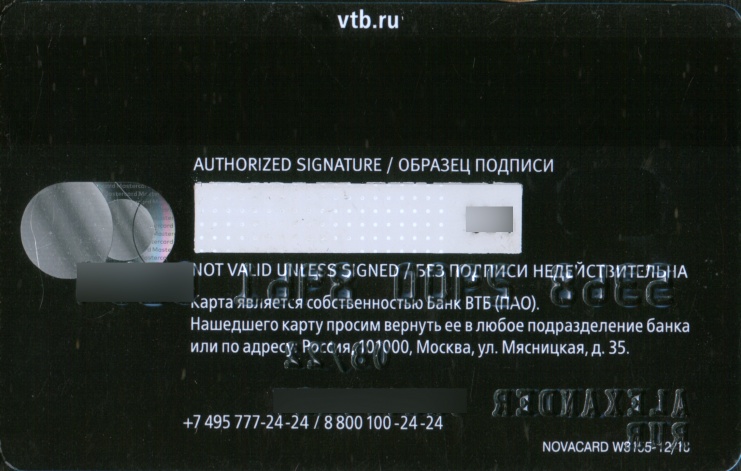 vtb.ru
AUTHORIZED SIGNATURE / ОБРАЗЕЦ ПОДПИСИ
NOT VALID UNLESS SIGNED / БЕЗ ПОДПИСИ НЕДЕЙСТВИТЕЛЬНА
Карта является собственностью Банк ВТБ (ПАО).
Нашедшего карту просим вернуть ее в любое подразделение банка
или по адресу: Россия, 101000, Москва, ул. Мясницкая, д. 35.
ALEXANDER
+7 495 777-24-24 / 8 800 100-24-24
NOVACARD